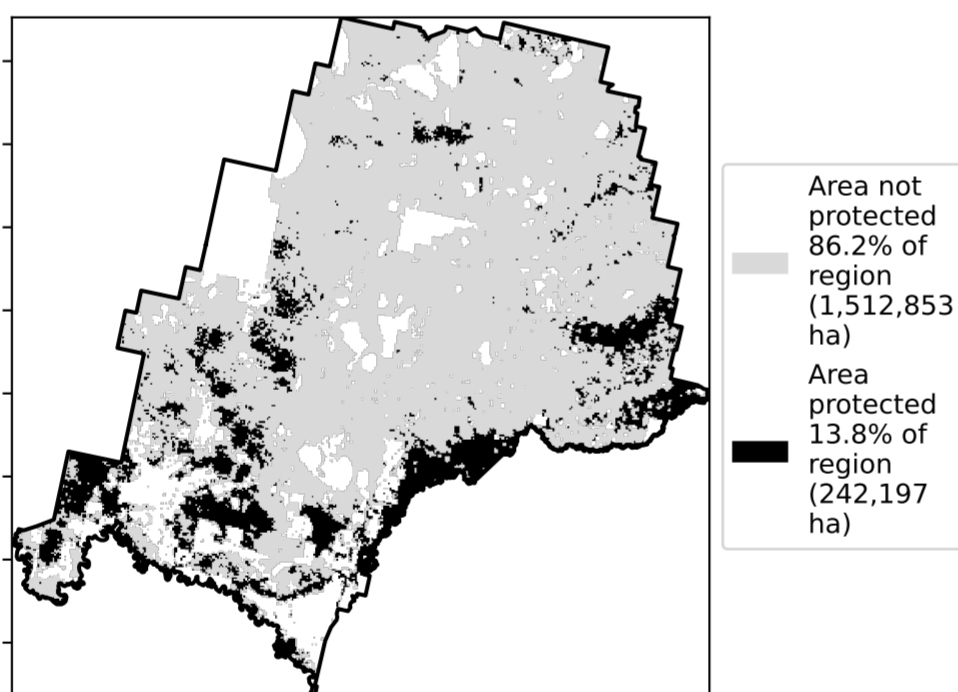 Area not
protected
86.2% of
region
(1,512,853
ha)
Area
protected
13.8% of
region
(242,197
ha)